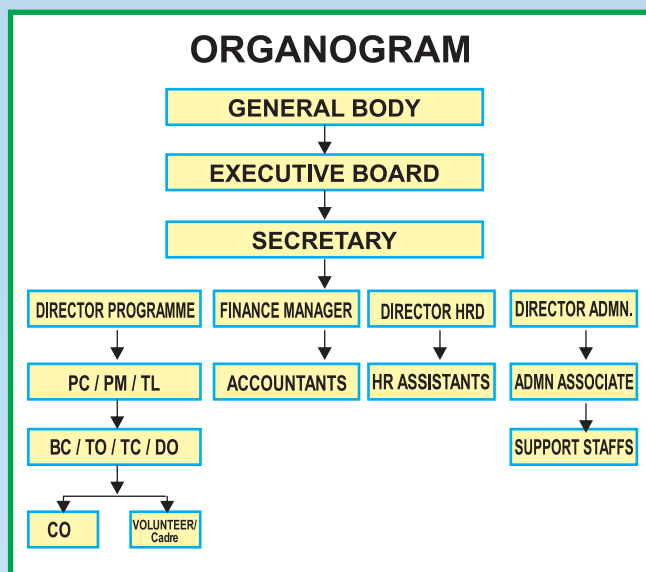 ORGANOGRAM
GENERAL BODY
EXECUTIVE BOARD
SECRETARY
DIRECTOR PROGRAMME
FINANCE MANAGER
DIRECTOR HRD
DIRECTOR ADMN.
PC / PM / TL
ACCOUNTANTS
HR ASSISTANTS
ADMN ASSOCIATE
BC / TO / TC / DO
SUPPORT STAFFS
CO
VOLUNTEER/
Cadre